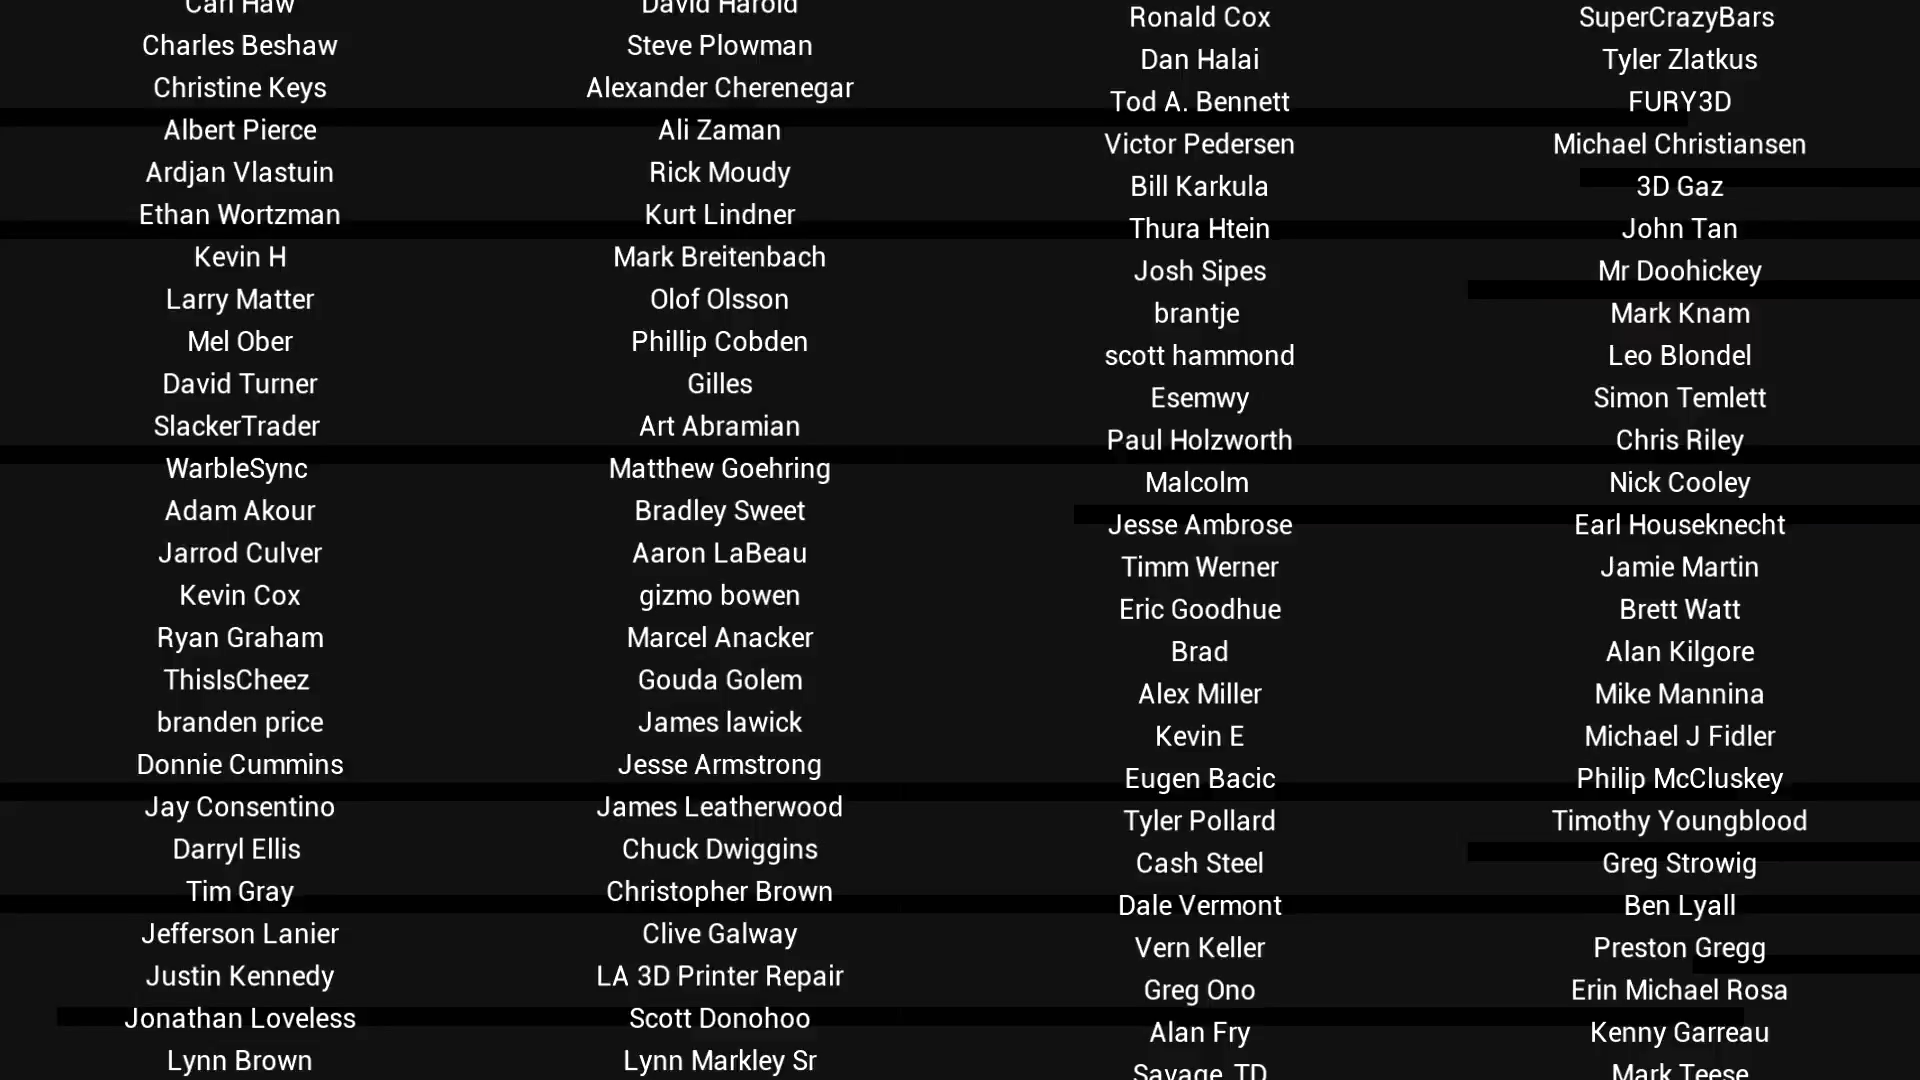 Carl Haw
Charles Beshaw
Christine Keys
Albert Pierce
Ardjan Vlastuin
Ethan Wortzman
Kevin H
Larry Matter
Mel Ober
David Turner
SlackerTrader
WarbleSync
Adam Akour
Jarrod Culver
Kevin Cox
Ryan Graham
ThisIsCheez
branden price
Donnie Cummins
Jay Consentino
Darryl Ellis
Tim Gray
Jefferson Lanier
Justin Kennedy
Jonathan Loveless
Lynn Brown
David Harold
Steve Plowman
Alexander Cherenegar
Ali Zaman
Rick Moudy
Kurt Lindner
Mark Breitenbach
Olof Olsson
Phillip Cobden
Gilles
Art Abramian
Matthew Goehring
Bradley Sweet
Aaron LaBeau
gizmo bowen
Marcel Anacker
Gouda Golem
James lawick
Jesse Armstrong
James Leatherwood
Chuck Dwiggins
Christopher Brown
Clive Galway
LA 3D Printer Repair
Scott Donohoo
Lynn Markley Sr
Ronald Cox
Dan Halai
Tod A. Bennett
Victor Pedersen
Bill Karkula
Thura Htein
Josh Sipes
brantje
scott hammond
Esemwy
Paul Holzworth
Malcolm
Jesse Ambrose
Timm Werner
Eric Goodhue
Brad
Alex Miller
Kevin E
Eugen Bacic
Tyler Pollard
Cash Steel
Dale Vermont
Vern Keller
Greg Ono
Alan Fry
Savage_TD
SuperCrazyBars
Tyler Zlatkus
FURY3D
Michael Christiansen
3D Gaz
John Tan
Mr Doohickey
Mark Knam
Leo Blondel
Simon Temlett
Chris Riley
Nick Cooley
Earl Houseknecht
Jamie Martin
Brett Watt
Alan Kilgore
Mike Mannina
Michael J Fidler
Philip McCluskey
Timothy Youngblood
Greg Strowig
Ben Lyall
Preston Gregg
Erin Michael Rosa
Kenny Garreau
Mark Teese